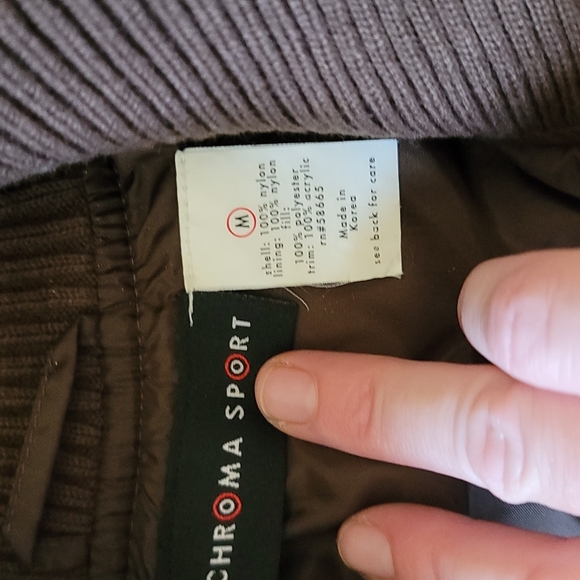 M
shell: 100% nylon
lining: 100% nylon
fill:
100% polyester
trim: 100% acrylic
rn#58665
Made in
Korea
see back for care
CHROMA SPORT